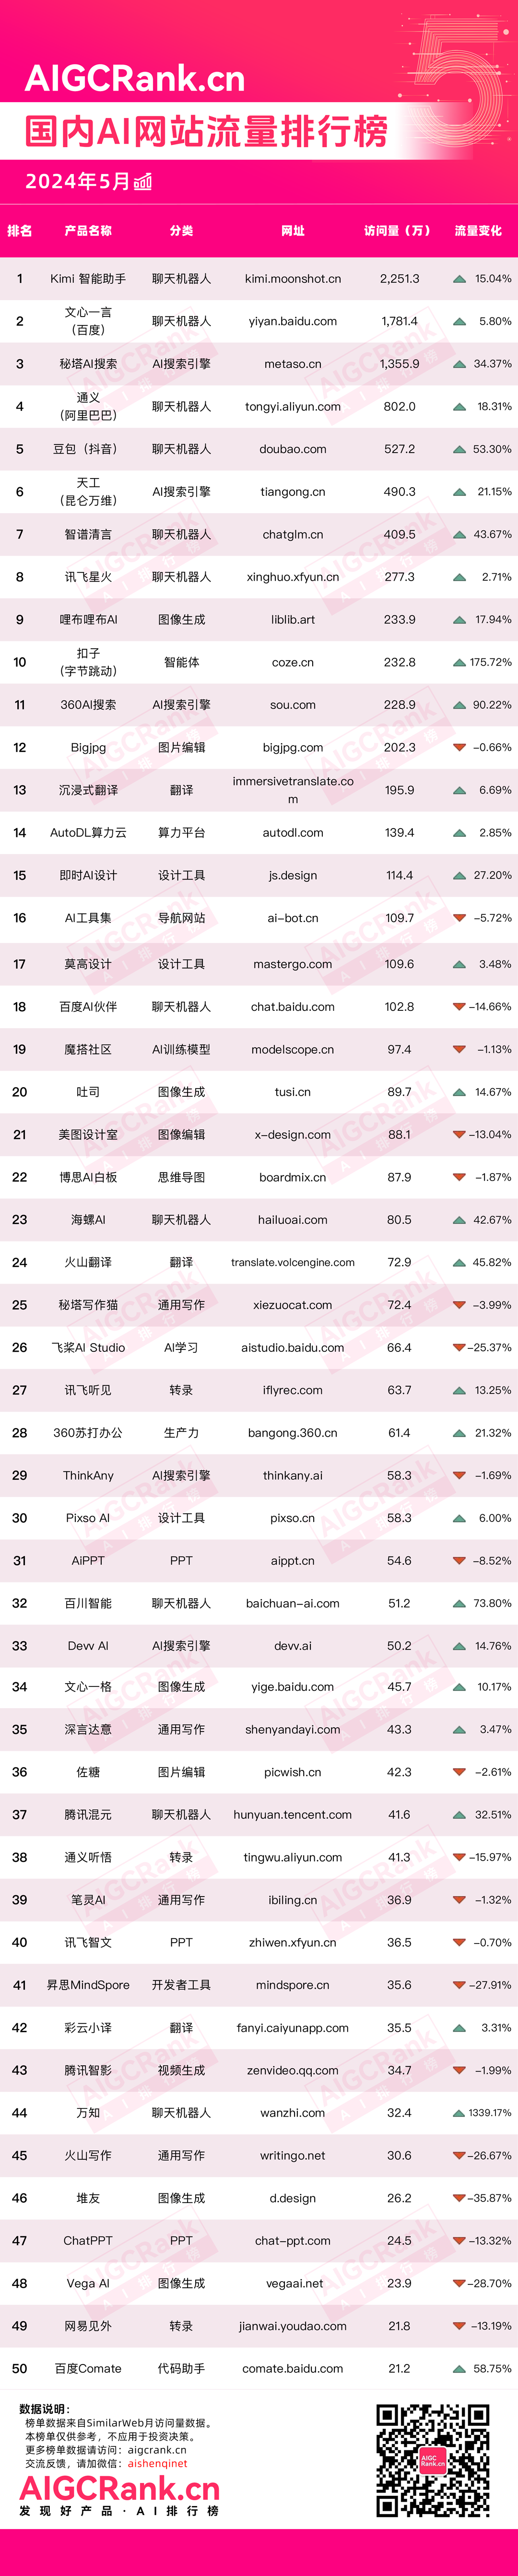 AIGCRank.cn
国内AI网站流量排行榜
5
2024年5月
排名 产品名称 分类 网址 访问量（万） 流量变化
1 Kimi 智能助手 聊天机器人 kimi.moonshot.cn 2,251.3 15.04%
2 文心一言（百度） 聊天机器人 yiyan.baidu.com 1,781.4 5.80%
3 秘塔AI搜索 AI搜索引擎 metaso.cn 1,355.9 34.37%
4 通义（阿里巴巴） 聊天机器人 tongyi.aliyun.com 802.0 18.31%
5 豆包（抖音） 聊天机器人 doubao.com 527.2 53.30%
6 天工（昆仑万维） AI搜索引擎 tiangong.cn 490.3 21.15%
7 智谱清言 聊天机器人 chatglm.cn 409.5 43.67%
8 讯飞星火 聊天机器人 xinghuo.xfyun.cn 277.3 2.71%
9 哩布哩布AI 图像生成 liblib.art 233.9 17.94%
10 扣子（字节跳动） 智能体 coze.cn 232.8 175.72%
11 360AI搜索 AI搜索引擎 sou.com 228.9 90.22%
12 Bigjpg 图片编辑 bigjpg.com 202.3 -0.66%
13 沉浸式翻译 翻译 immersivetranslate.com 195.9 6.69%
14 AutoDL算力云 算力平台 autodl.com 139.4 2.85%
15 即时AI设计 设计工具 js.design 114.4 27.20%
16 AI工具集 导航网站 ai-bot.cn 109.7 -5.72%
17 莫高设计 设计工具 mastergo.com 109.6 3.48%
18 百度AI伙伴 聊天机器人 chat.baidu.com 102.8 -14.66%
19 魔搭社区 AI训练模型 modelscope.cn 97.4 -1.13%
20 吐司 图像生成 tusi.cn 89.7 14.67%
21 美图设计室 图像编辑 x-design.com 88.1 -13.04%
22 博思AI白板 思维导图 boardmix.cn 87.9 -1.87%
23 海螺AI 聊天机器人 hailuoai.com 80.5 42.67%
24 火山翻译 翻译 translate.volcengine.com 72.9 45.82%
25 秘塔写作猫 通用写作 xiezuocat.com 72.4 -3.99%
26 飞桨AI Studio AI学习 aistudio.baidu.com 66.4 -25.37%
27 讯飞听见 转录 iflyrec.com 63.7 13.25%
28 360苏打办公 生产力 bangong.360.cn 61.4 21.32%
29 ThinkAny AI搜索引擎 thinkany.ai 58.3 -1.69%
30 Pixso AI 设计工具 pixso.cn 58.3 6.00%
31 AiPPT PPT aippt.cn 54.6 -8.52%
32 百川智能 聊天机器人 baichuan-ai.com 51.2 73.80%
33 Devv AI AI搜索引擎 devv.ai 50.2 14.76%
34 文心一格 图像生成 yige.baidu.com 45.7 10.17%
35 深言达意 通用写作 shenyandayi.com 43.3 3.47%
36 佐糖 图片编辑 picwish.cn 42.3 -2.61%
37 腾讯混元 聊天机器人 hunyuan.tencent.com 41.6 32.51%
38 通义听悟 转录 tingwu.aliyun.com 41.3 -15.97%
39 笔灵AI 通用写作 ibiling.cn 36.9 -1.32%
40 讯飞智文 PPT zhiwen.xfyun.cn 36.5 -0.70%
41 昇思MindSpore 开发者工具 mindspore.cn 35.6 -27.91%
42 彩云小译 翻译 fanyi.caiyunapp.com 35.5 3.31%
43 腾讯智影 视频生成 zenvideo.qq.com 34.7 -1.99%
44 万知 聊天机器人 wanzhi.com 32.4 1339.17%
45 火山写作 通用写作 writingo.net 30.6 -26.67%
46 堆友 图像生成 d.design 26.2 -35.87%
47 ChatPPT PPT chat-ppt.com 24.5 -13.32%
48 Vega AI 图像生成 vegaai.net 23.9 -28.70%
49 网易见外 转录 jianwai.youdao.com 21.8 -13.19%
50 百度Comate 代码助手 comate.baidu.com 21.2 58.75%
数据说明：
榜单数据来自SimilarWeb月访问量数据。
本榜单仅供参考，不应用于投资决策。
更多榜单数据请访问：aigcrank.cn
交流反馈，请加微信：aishenqinet
AIGCRank.cn
发现好产品·AI排行榜
AIGC
Rank.cn